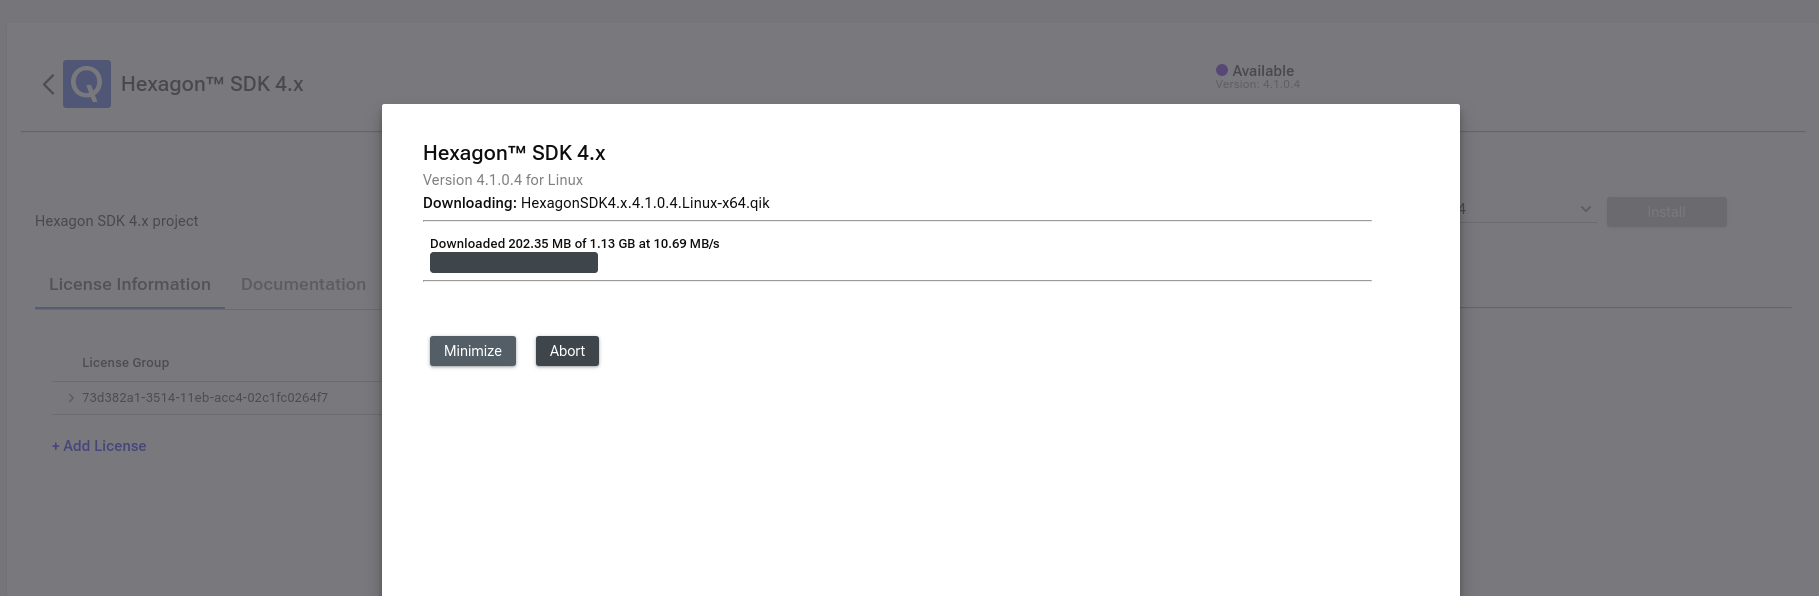 Hexagon™ SDK 4.x
Available
Version: 4.1.0.4
Hexagon™ SDK 4.x
Version 4.1.0.4 for Linux
Downloading: HexagonSDK4.x.4.1.0.4.Linux-x64.qik
Hexagon SDK 4.x project
4
Install
Downloaded 202.35 MB of 1.13 GB at 10.69 MB/s
License Information
Documentation
Minimize
Abort
License Group
73d382a1-3514-11eb-acc4-02c1fc0264f7
+ Add License